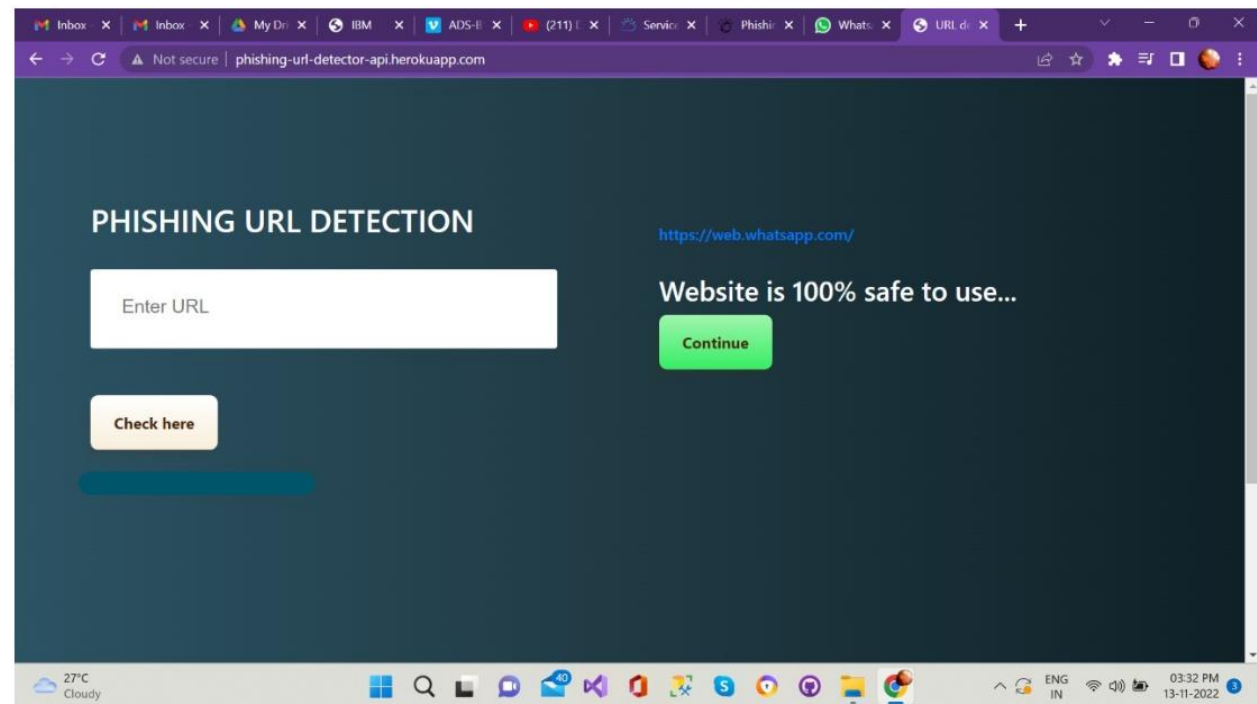 Inbox
Inbox
My Dri
IBM
ADS-E
(211)
Service
Phishin
Whats
URL de
Not secure | phishing-url-detector-api.herokuapp.com
PHISHING URL DETECTION
https://web.whatsapp.com/
Enter URL
Website is 100% safe to use...
Continue
Check here
27°C
Cloudy
40
ENG
IN
03:32 PM
13-11-2022
3